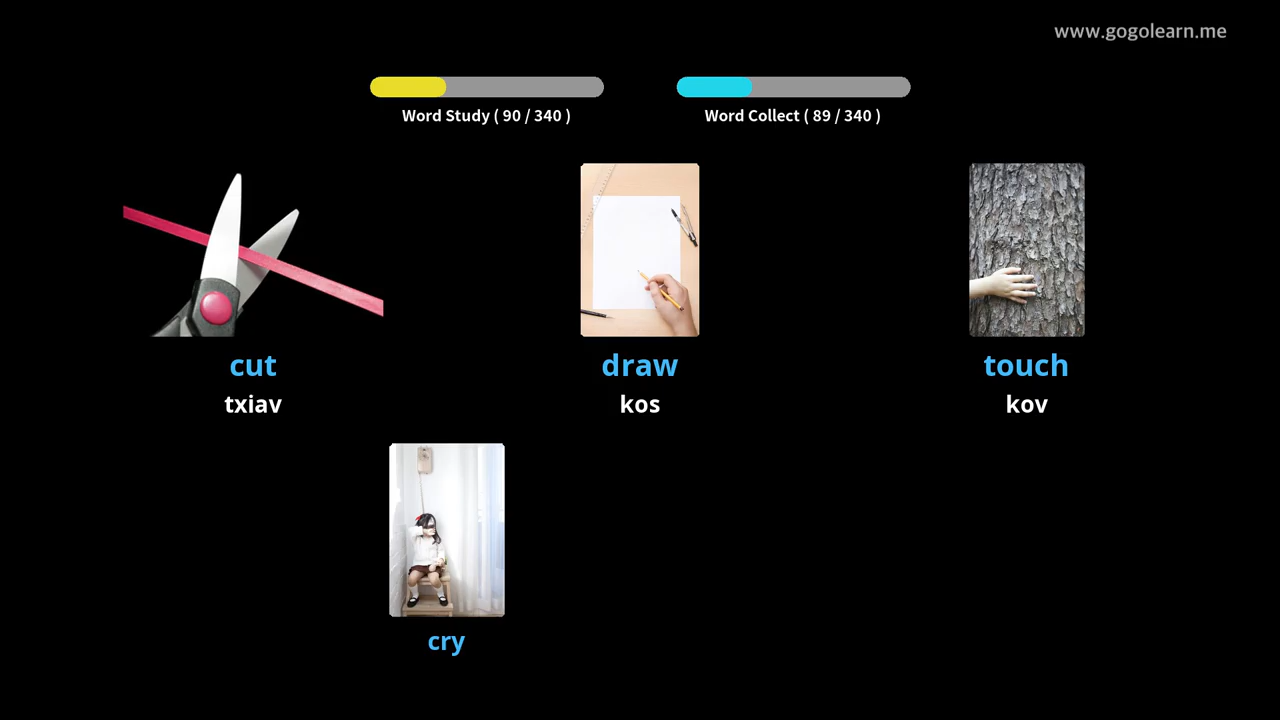 www.gogolearn.me
Word Study ( 90 / 340 )
Word Collect ( 89 / 340 )
cut
draw
touch
txiav
kos
kov
cry